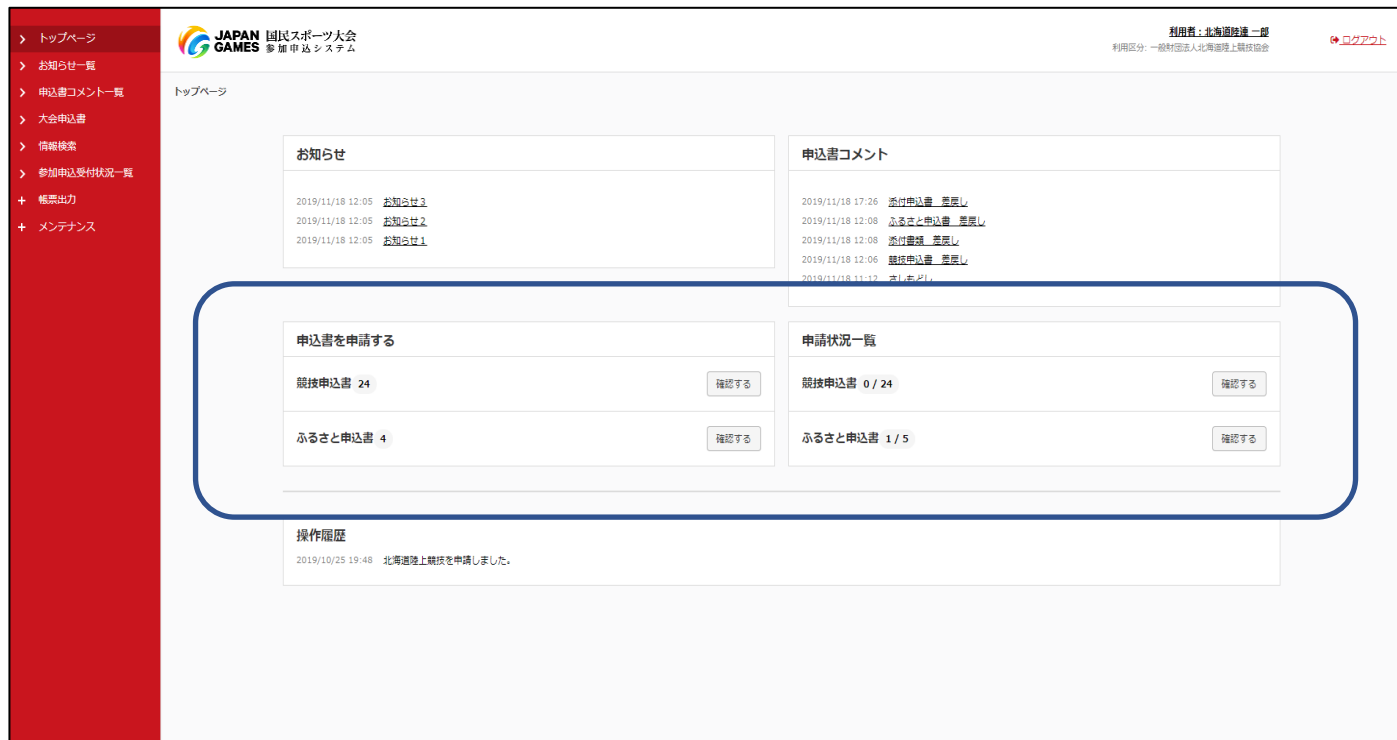 トップページ
お知らせ一覧
申込書コメント一覧
大会申込書
情報検索
参加申込受付状況一覧
帳票出力
メンテナンス
JAPAN GAMES 国民スポーツ大会 参加申込システム
利用者：北海道陸連 一郎
利用区分: 一般財団法人北海道陸上競技協会
ログアウト
トップページ
お知らせ
2019/11/18 12:05 お知らせ３
2019/11/18 12:05 お知らせ２
2019/11/18 12:05 お知らせ１
申込書コメント
2019/11/18 17:26 添付申込書　差戻し
2019/11/18 12:08 ふるさと申込書　差戻し
2019/11/18 12:08 添付書類　差戻し
2019/11/18 12:06 競技申込書　差戻し
2019/11/18 11:12 さしもどし
申込書を申請する
競技申込書 24 確認する
ふるさと申込書 4 確認する
申請状況一覧
競技申込書 0 / 24 確認する
ふるさと申込書 1 / 5 確認する
操作履歴
2019/10/25 19:48 北海道陸上競技を申請しました。